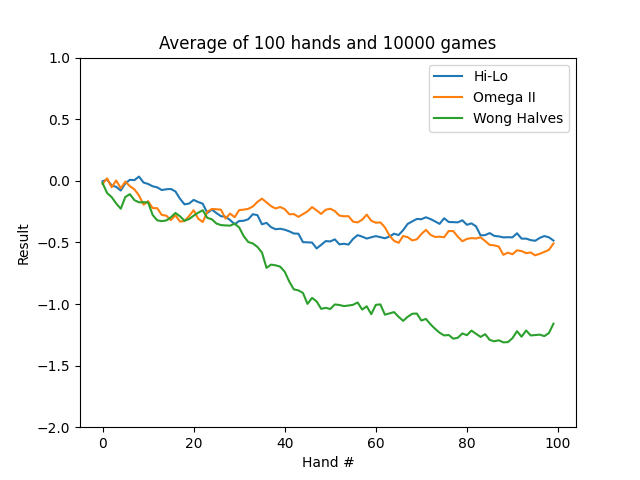 Average of 100 hands and 10000 games
1.0
0.5
0.0
−0.5
−1.0
−1.5
−2.0
Result
Hi-Lo
Omega II
Wong Halves
0 20 40 60 80 100
Hand #